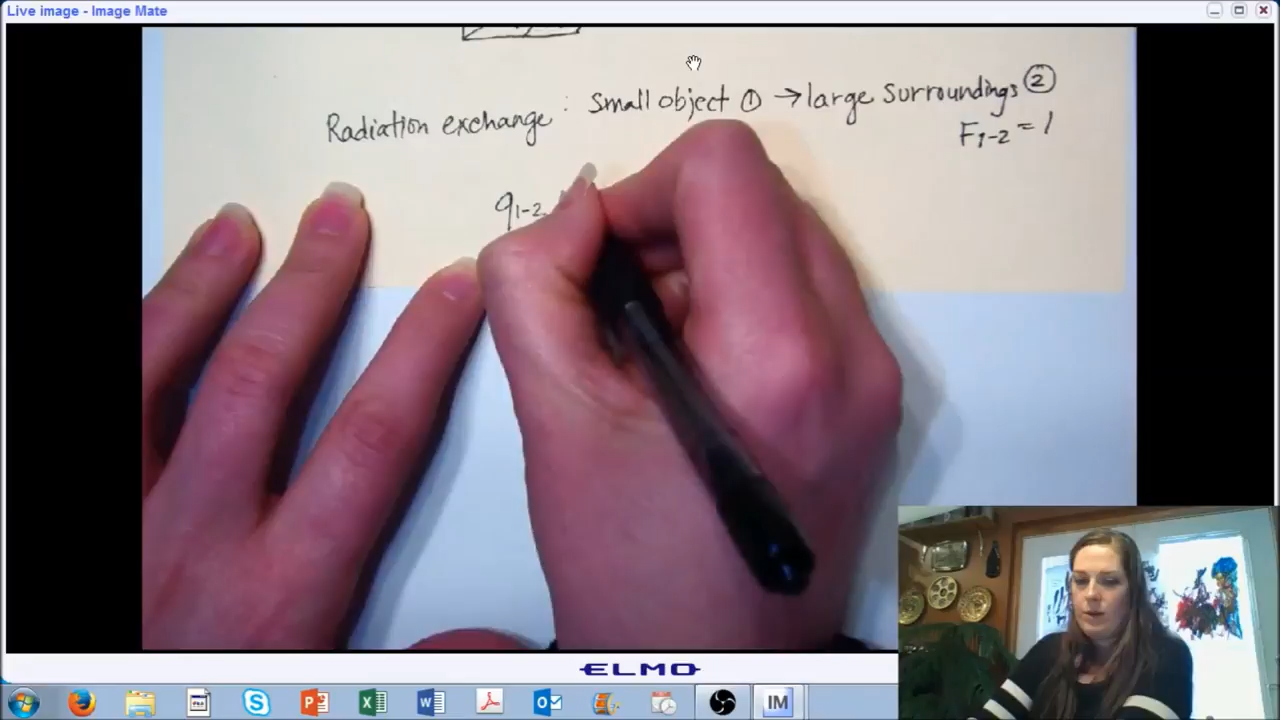 Live image - Image Mate
Radiation exchange : Small object ① → large Surroundings ②
F1-2 = 1
q1-2
ELMO
IM